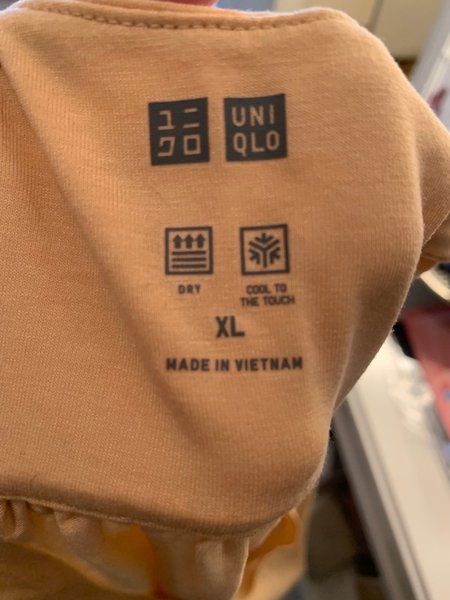 ユニ UNI
クロ QLO
DRY COOL TO
THE TOUCH
XL
MADE IN VIETNAM